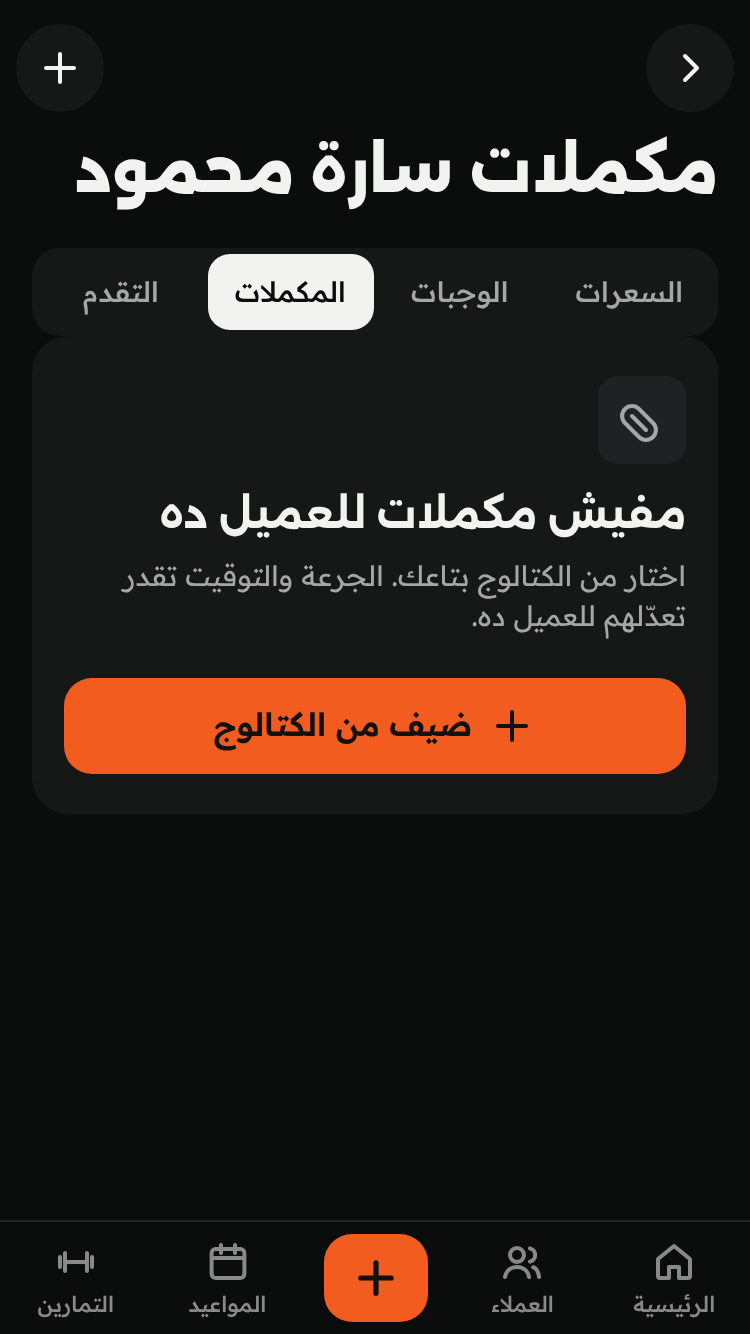 مكملات سارة محمود
السعرات
الوجبات
المكملات
التقدم
مفيش مكملات للعميل ده
اختار من الكتالوج بتاعك. الجرعة والتوقيت تقدر
تعدّلهم للعميل ده.
ضيف من الكتالوج
الرئيسية
العملاء
المواعيد
التمارين